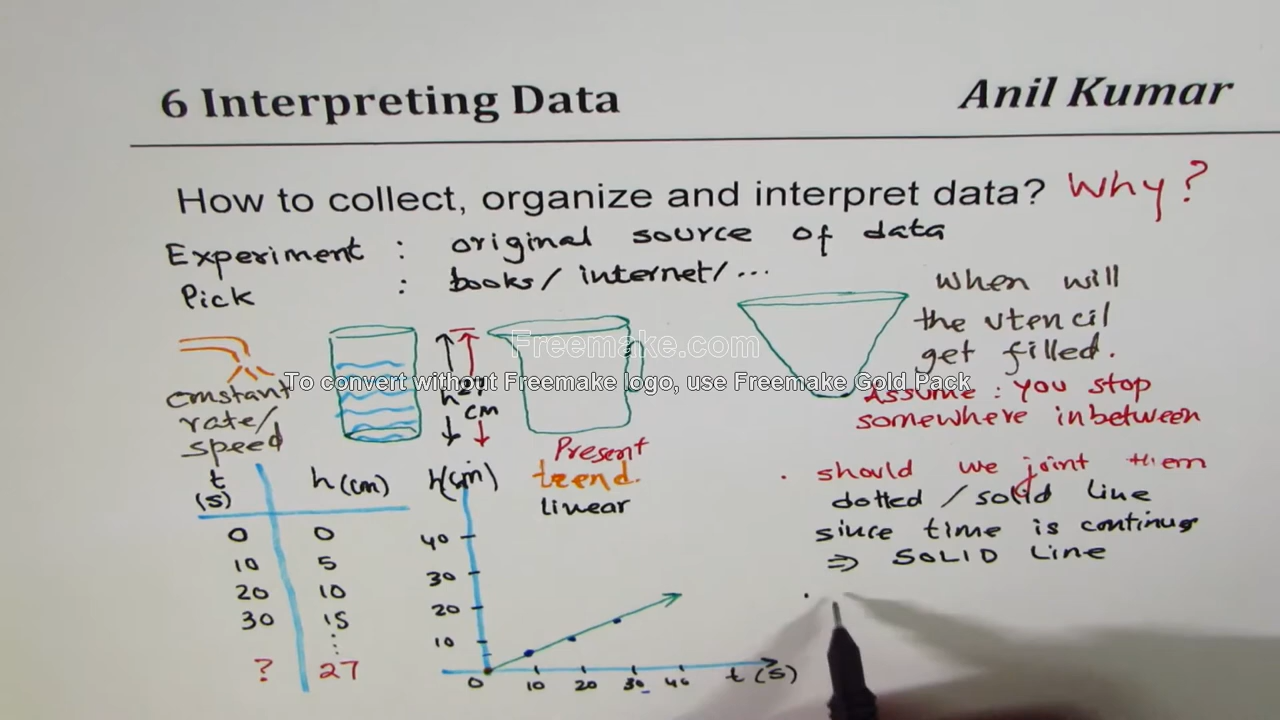 6 Interpreting Data
Anil Kumar
How to collect, organize and interpret data? Why?
Experiment : original source of data
Pick : books/ internet/...
When will
the utencil
get filled.
Assume : you stop
somewhere inbetween
Freemake.com
To convert without Freemake logo, use Freemake Gold Pack
constant
rate/
speed
h
27
cm
Present
trend.
linear
t
(s)
h (cm)
0 0
10 5
20 10
30 15
⋮
? 27
h(cm)
40
30
20
10
0 10 20 30 40 t (s)
. should we joint them
dotted / solid line
since time is continuos
⇒ SOLID Line
.